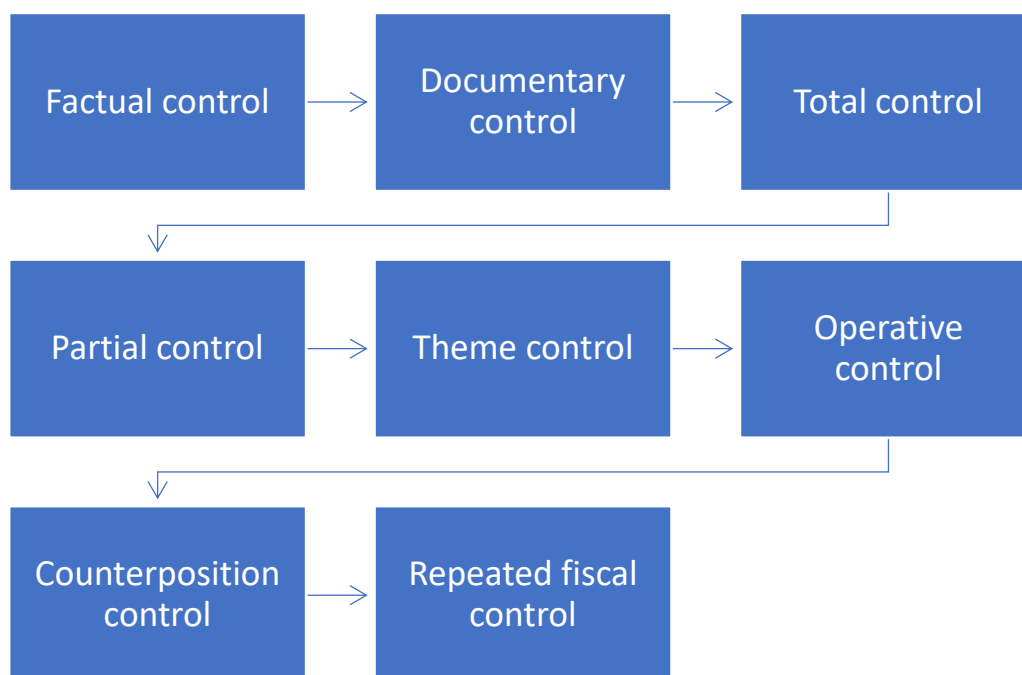 Factual control
Documentary
control
Total control
Partial control
Theme control
Operative
control
Counterposition
control
Repeated fiscal
control